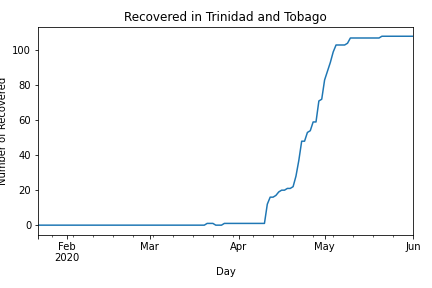 Recovered in Trinidad and Tobago
Number of Recovered
100
80
60
40
20
0
Feb
2020
Mar
Apr
May
Jun
Day